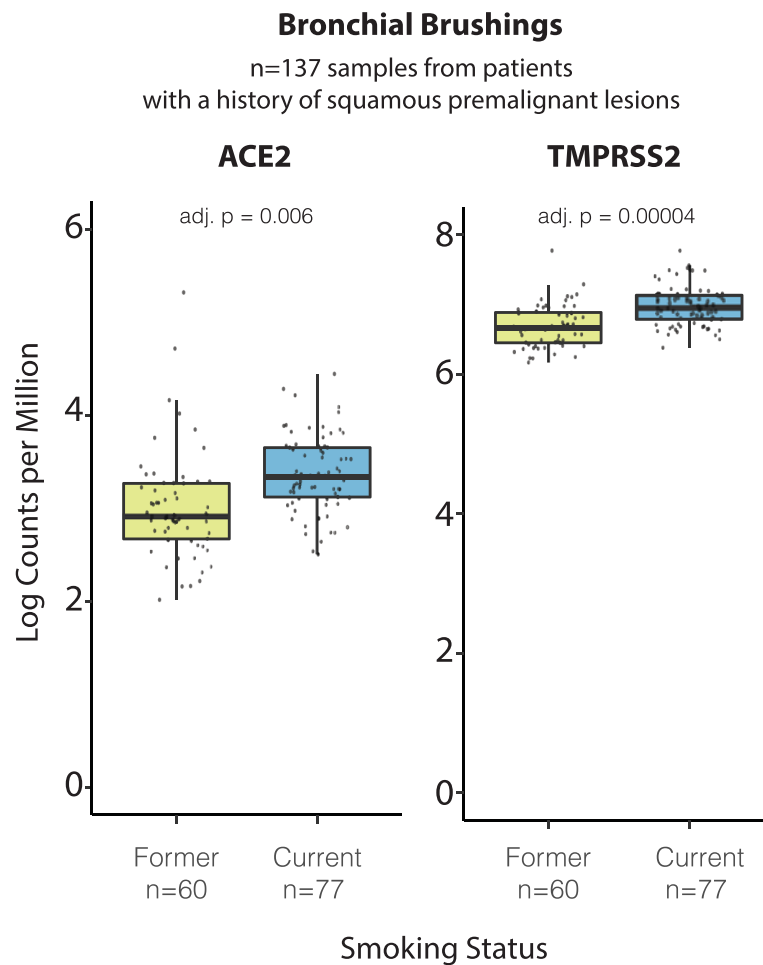 Bronchial Brushings
n=137 samples from patients
with a history of squamous premalignant lesions
ACE2
TMPRSS2
adj. p = 0.006
adj. p = 0.00004
Log Counts per Million
6
4
2
0
8
6
4
2
0
Former
n=60
Current
n=77
Former
n=60
Current
n=77
Smoking Status